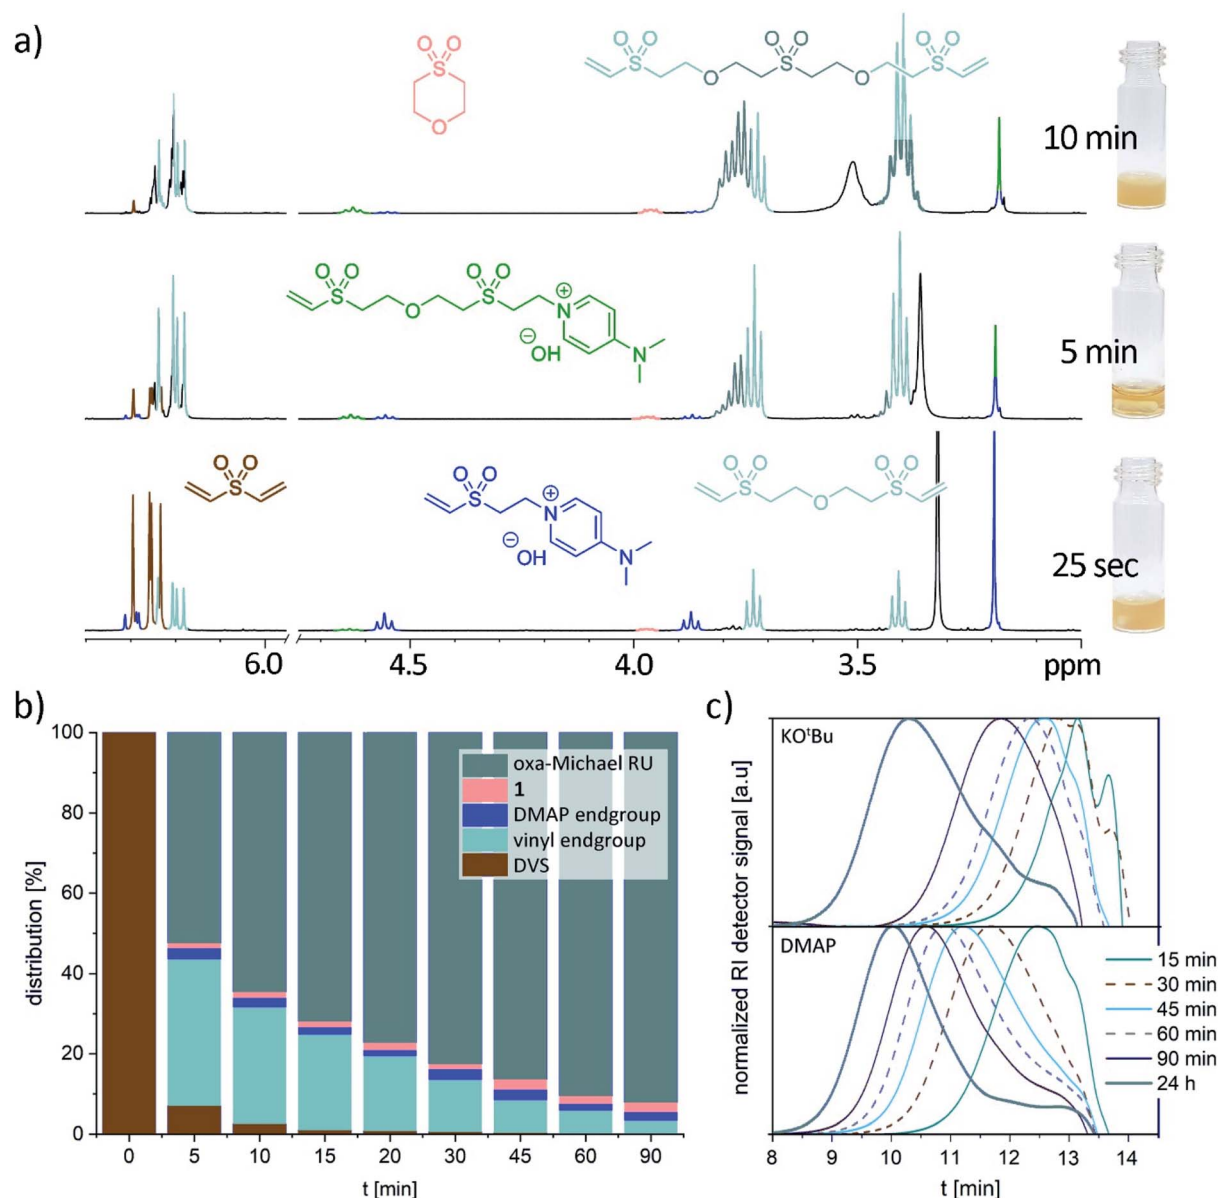 a)
O O
S
O
O O
S
O
O O
S
O
O O
S
10 min
O O
S
O
O O
S
N
⊕
⊖
OH
N
5 min
O O
S
O O
S
N
⊕
⊖
OH
N
O O
S
O
O O
S
25 sec
6.0 4.5 4.0 3.5 ppm
b)
distribution [%]
100
80
60
40
20
0
oxa-Michael RU
1
DMAP endgroup
vinyl endgroup
DVS
0 5 10 15 20 30 45 60 90
t [min]
c)
normalized RI detector signal [a.u]
KOᵗBu
DMAP
15 min
30 min
45 min
60 min
90 min
24 h
8 9 10 11 12 13 14
t [min]